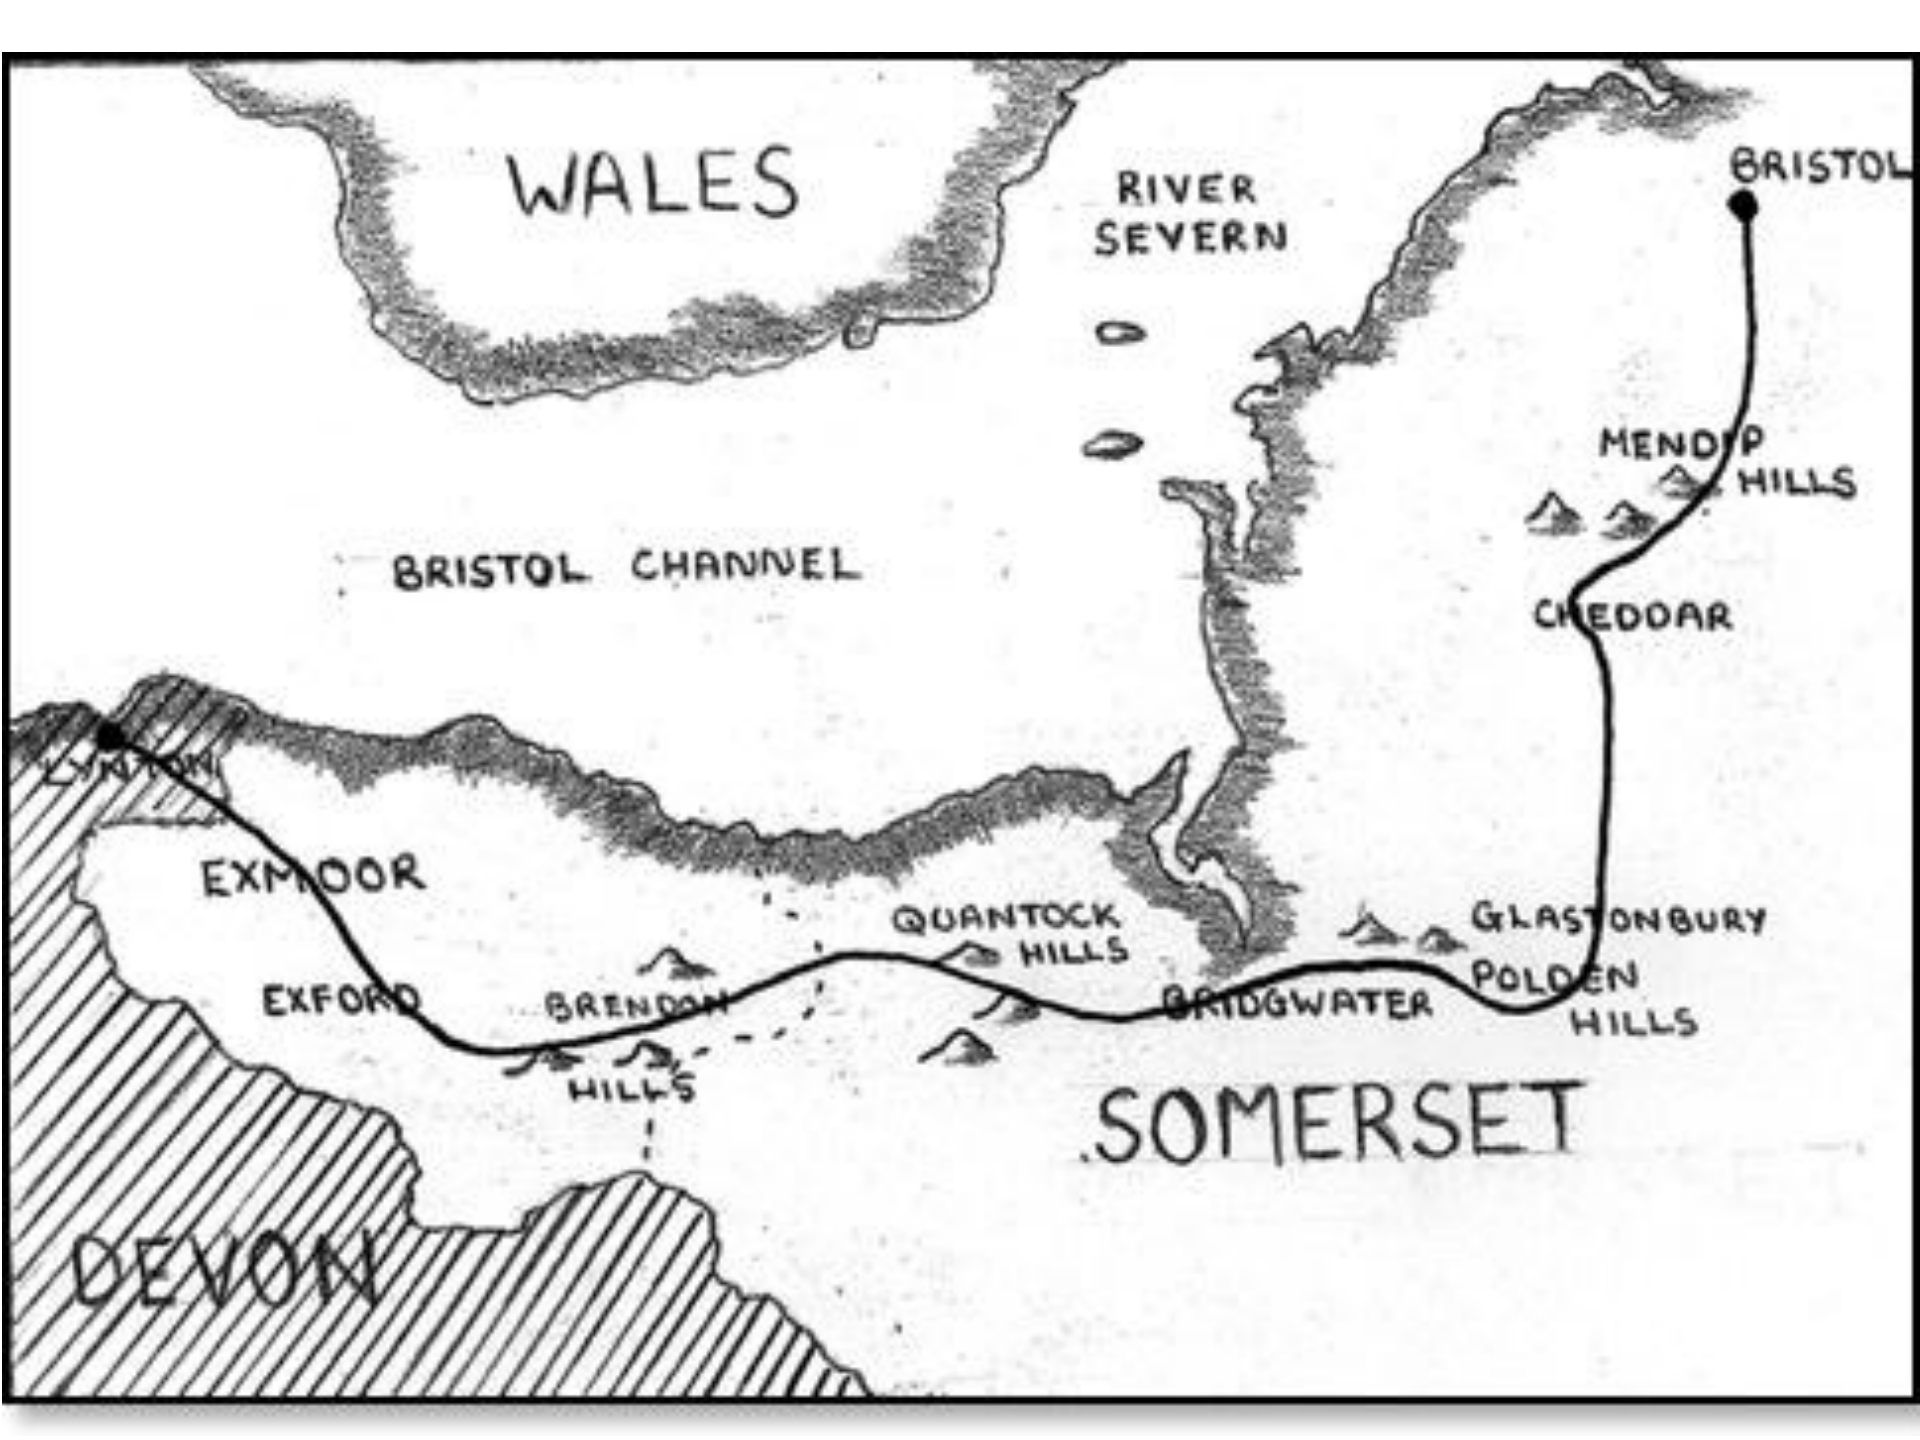 WALES
RIVER
SEVERN
BRISTOL
MENDIP
HILLS
BRISTOL CHANNEL
CHEDDAR
LYNTON
EXMOOR
QUANTOCK
HILLS
GLASTONBURY
EXFORD
BRENDON
HILLS
BRIDGWATER
POLDEN
HILLS
SOMERSET
DEVON